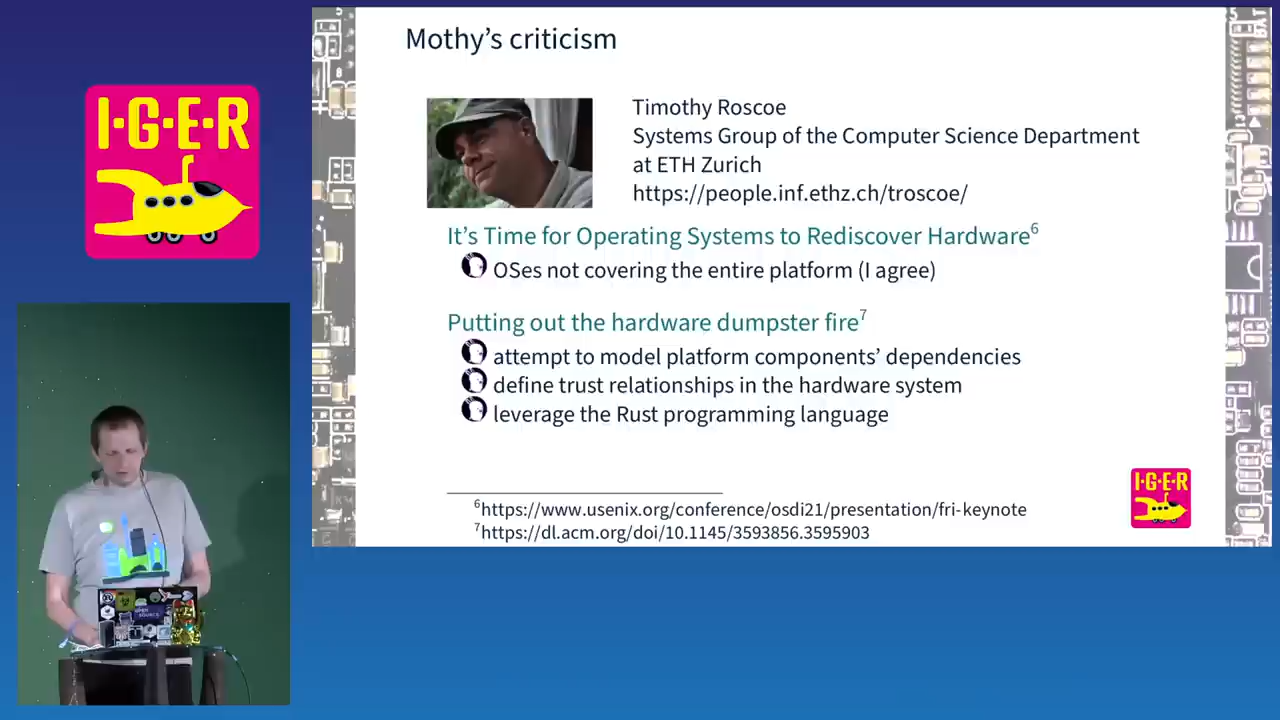 Mothy's criticism
I·G·E·R
Timothy Roscoe
Systems Group of the Computer Science Department
at ETH Zurich
https://people.inf.ethz.ch/troscoe/
It's Time for Operating Systems to Rediscover Hardware⁶
OSes not covering the entire platform (I agree)
Putting out the hardware dumpster fire⁷
attempt to model platform components' dependencies
define trust relationships in the hardware system
leverage the Rust programming language
I·G·E·R
⁶https://www.usenix.org/conference/osdi21/presentation/fri-keynote
⁷https://dl.acm.org/doi/10.1145/3593856.3595903